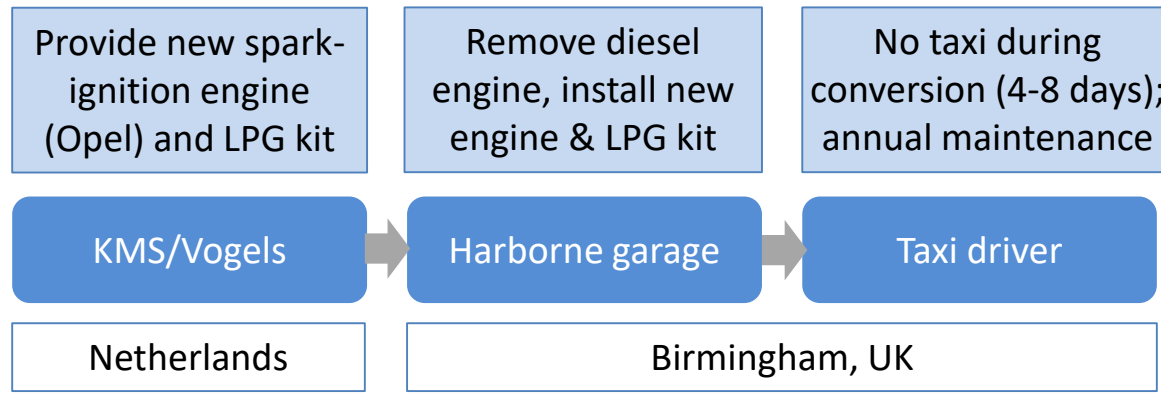 Provide new spark-
ignition engine
(Opel) and LPG kit
Remove diesel
engine, install new
engine & LPG kit
No taxi during
conversion (4-8 days);
annual maintenance
KMS/Vogels
Harborne garage
Taxi driver
Netherlands
Birmingham, UK